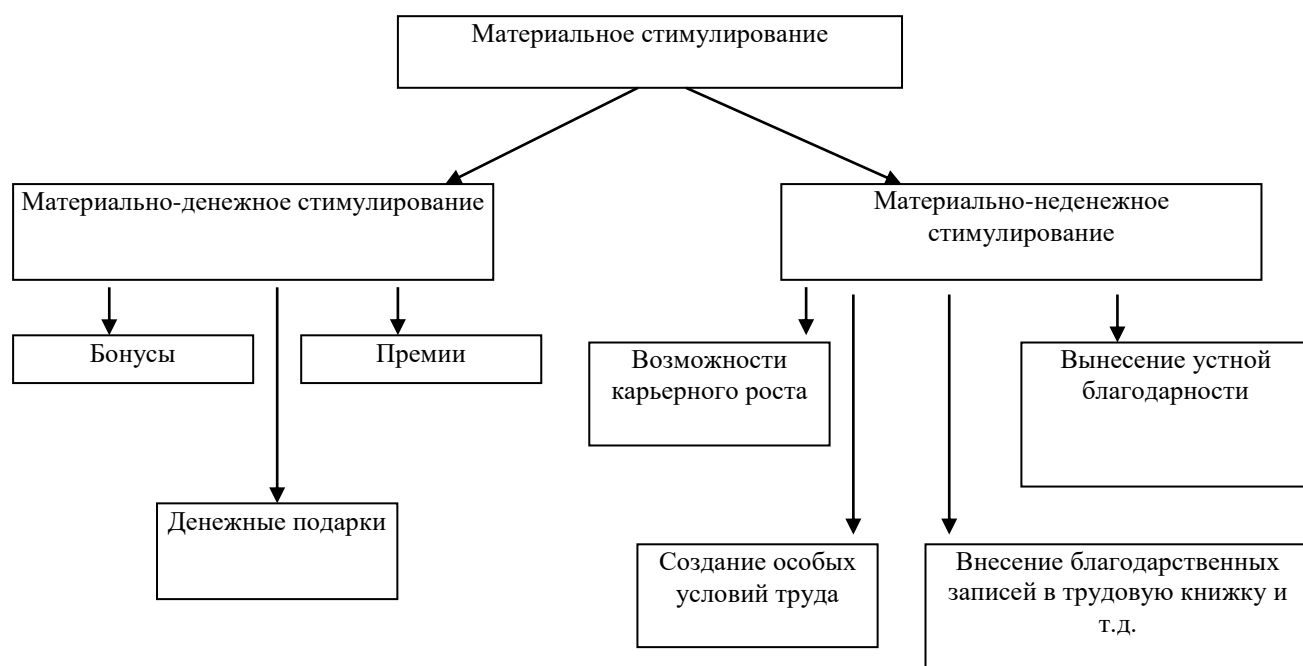 Материальное стимулирование
Материально-денежное стимулирование
Материально-неденежное
стимулирование
Бонусы
Премии
Возможности
карьерного роста
Вынесение устной
благодарности
Денежные подарки
Создание особых
условий труда
Внесение благодарственных
записей в трудовую книжку и
т.д.